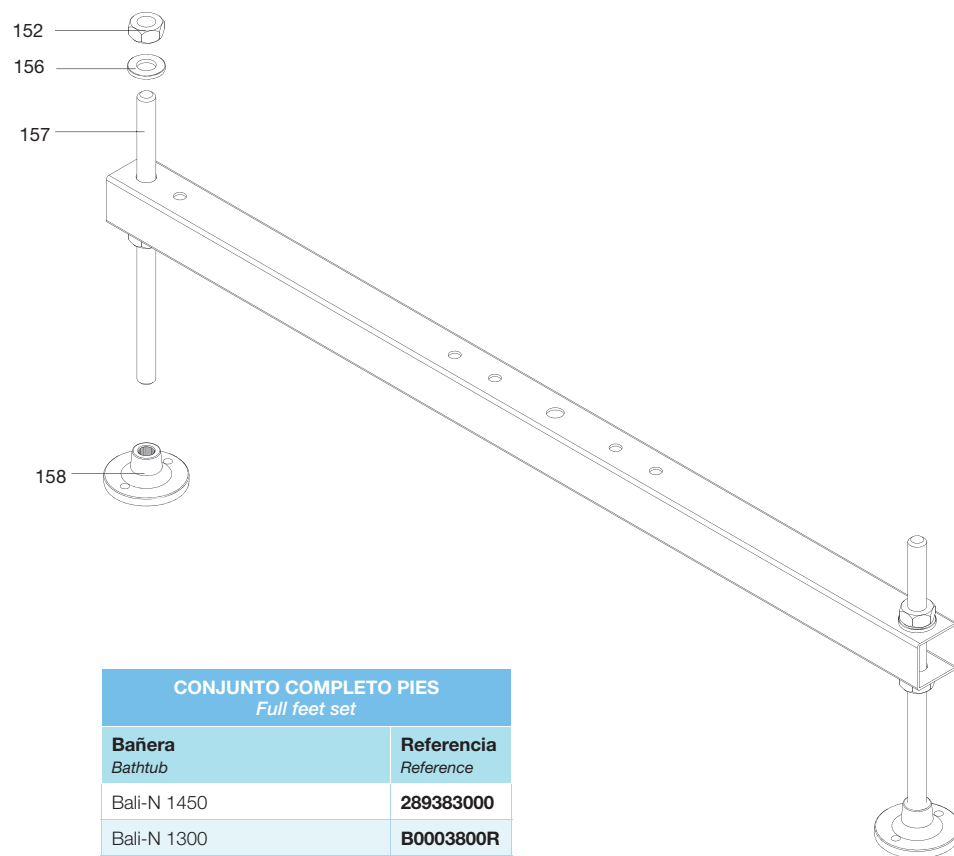 152
156
157
158
CONJUNTO COMPLETO PIES
Full feet set
Bañera Referencia
Bathtub Reference
Bali-N 1450 289383000
Bali-N 1300 B0003800R